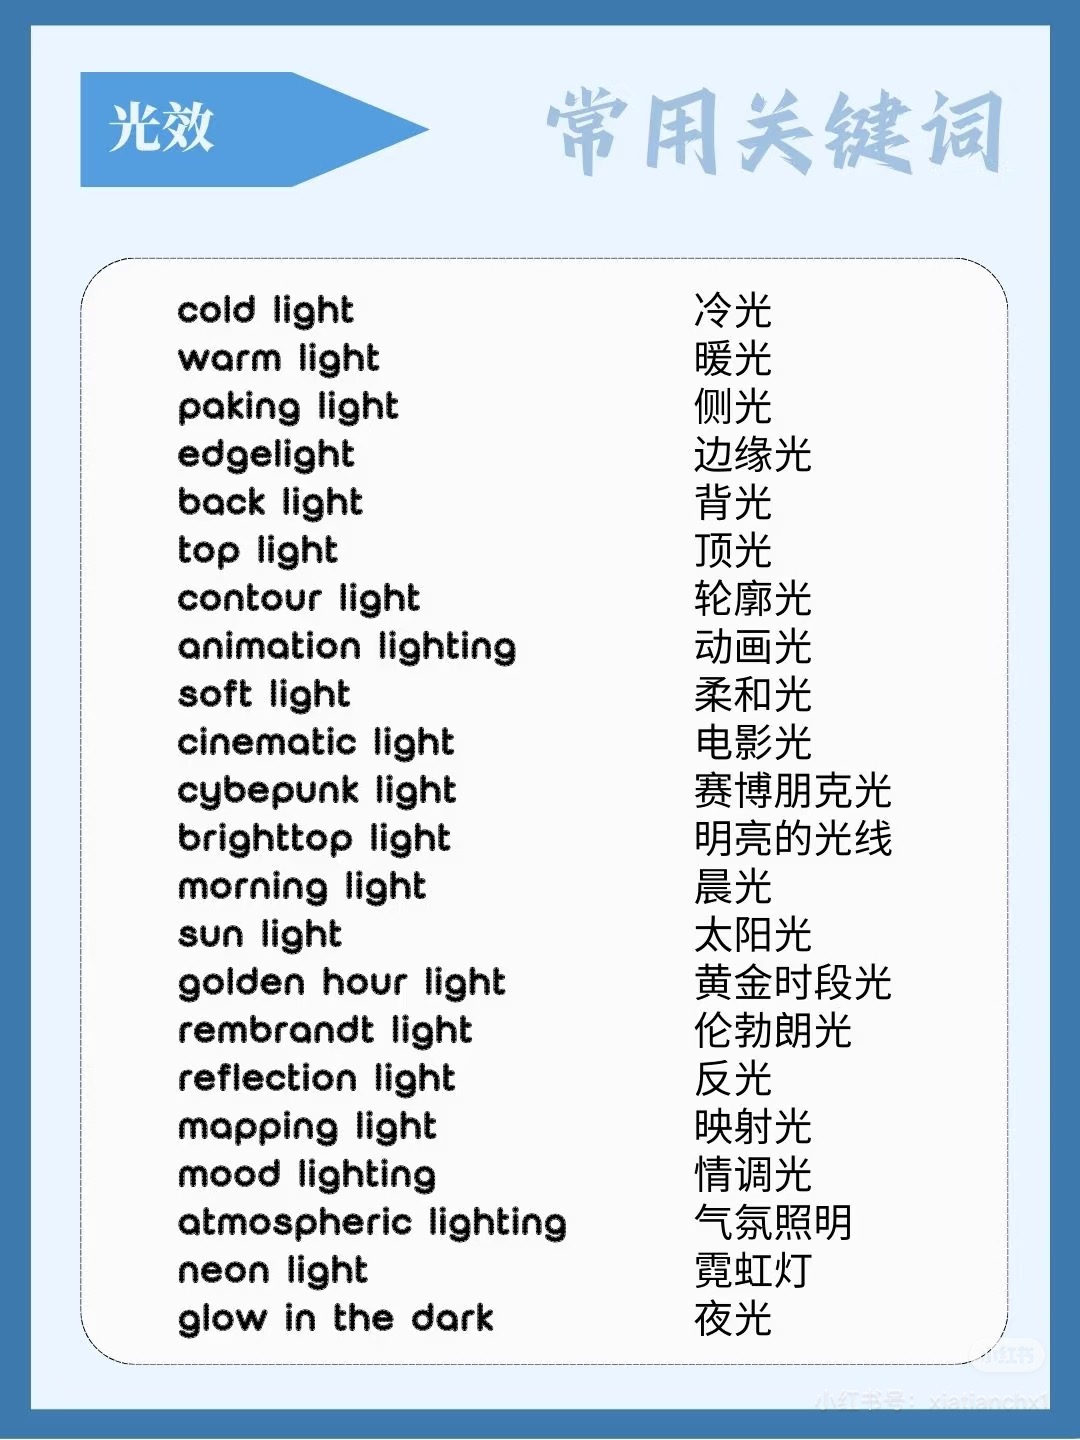 光效
常用关键词
cold light 冷光
warm light 暖光
paking light 侧光
edgelight 边缘光
back light 背光
top light 顶光
contour light 轮廓光
animation lighting 动画光
soft light 柔和光
cinematic light 电影光
cybepunk light 赛博朋克光
brighttop light 明亮的光线
morning light 晨光
sun light 太阳光
golden hour light 黄金时段光
rembrandt light 伦勃朗光
reflection light 反光
mapping light 映射光
mood lighting 情调光
atmospheric lighting 气氛照明
neon light 霓虹灯
glow in the dark 夜光
小红书
小红书号: xiatianchx1